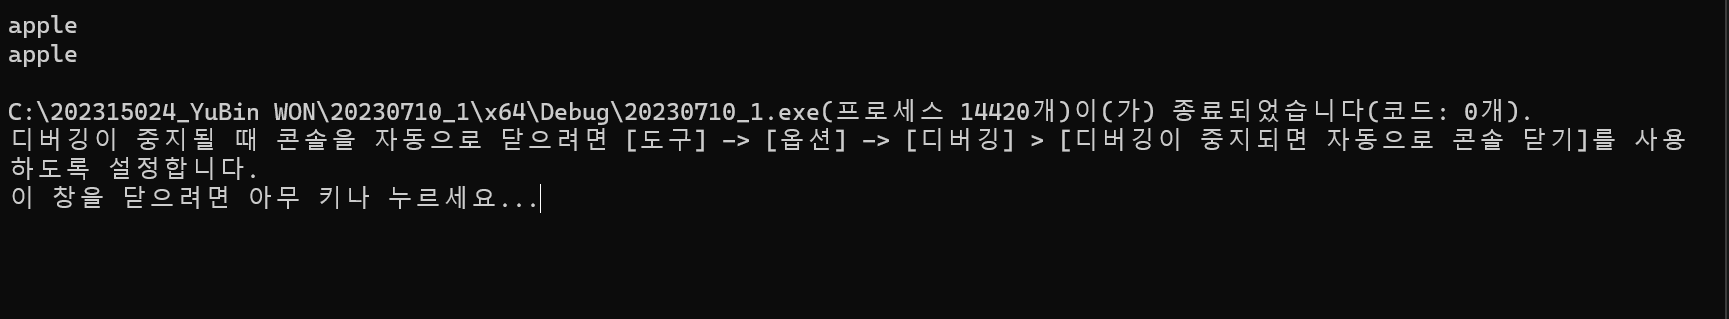 apple
apple
C:\202315024_YuBin WON\20230710_1\x64\Debug\20230710_1.exe(프로세스 14420개)이(가) 종료되었습니다(코드: 0개).
디버깅이 중지될 때 콘솔을 자동으로 닫으려면 [도구] -> [옵션] -> [디버깅] > [디버깅이 중지되면 자동으로 콘솔 닫기]를 사용
하도록 설정합니다.
이 창을 닫으려면 아무 키나 누르세요...